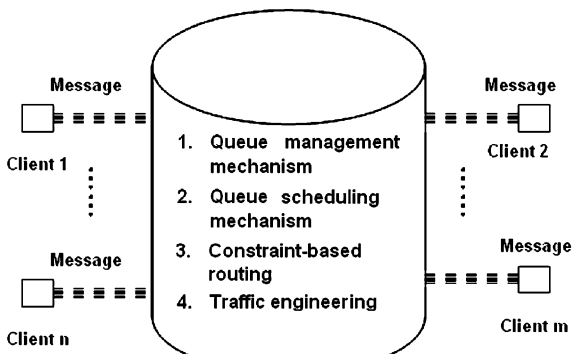 Message
Client 1
Message
Client n
1. Queue management
mechanism
2. Queue scheduling
mechanism
3. Constraint-based
routing
4. Traffic engineering
Message
Client 2
Message
Client m